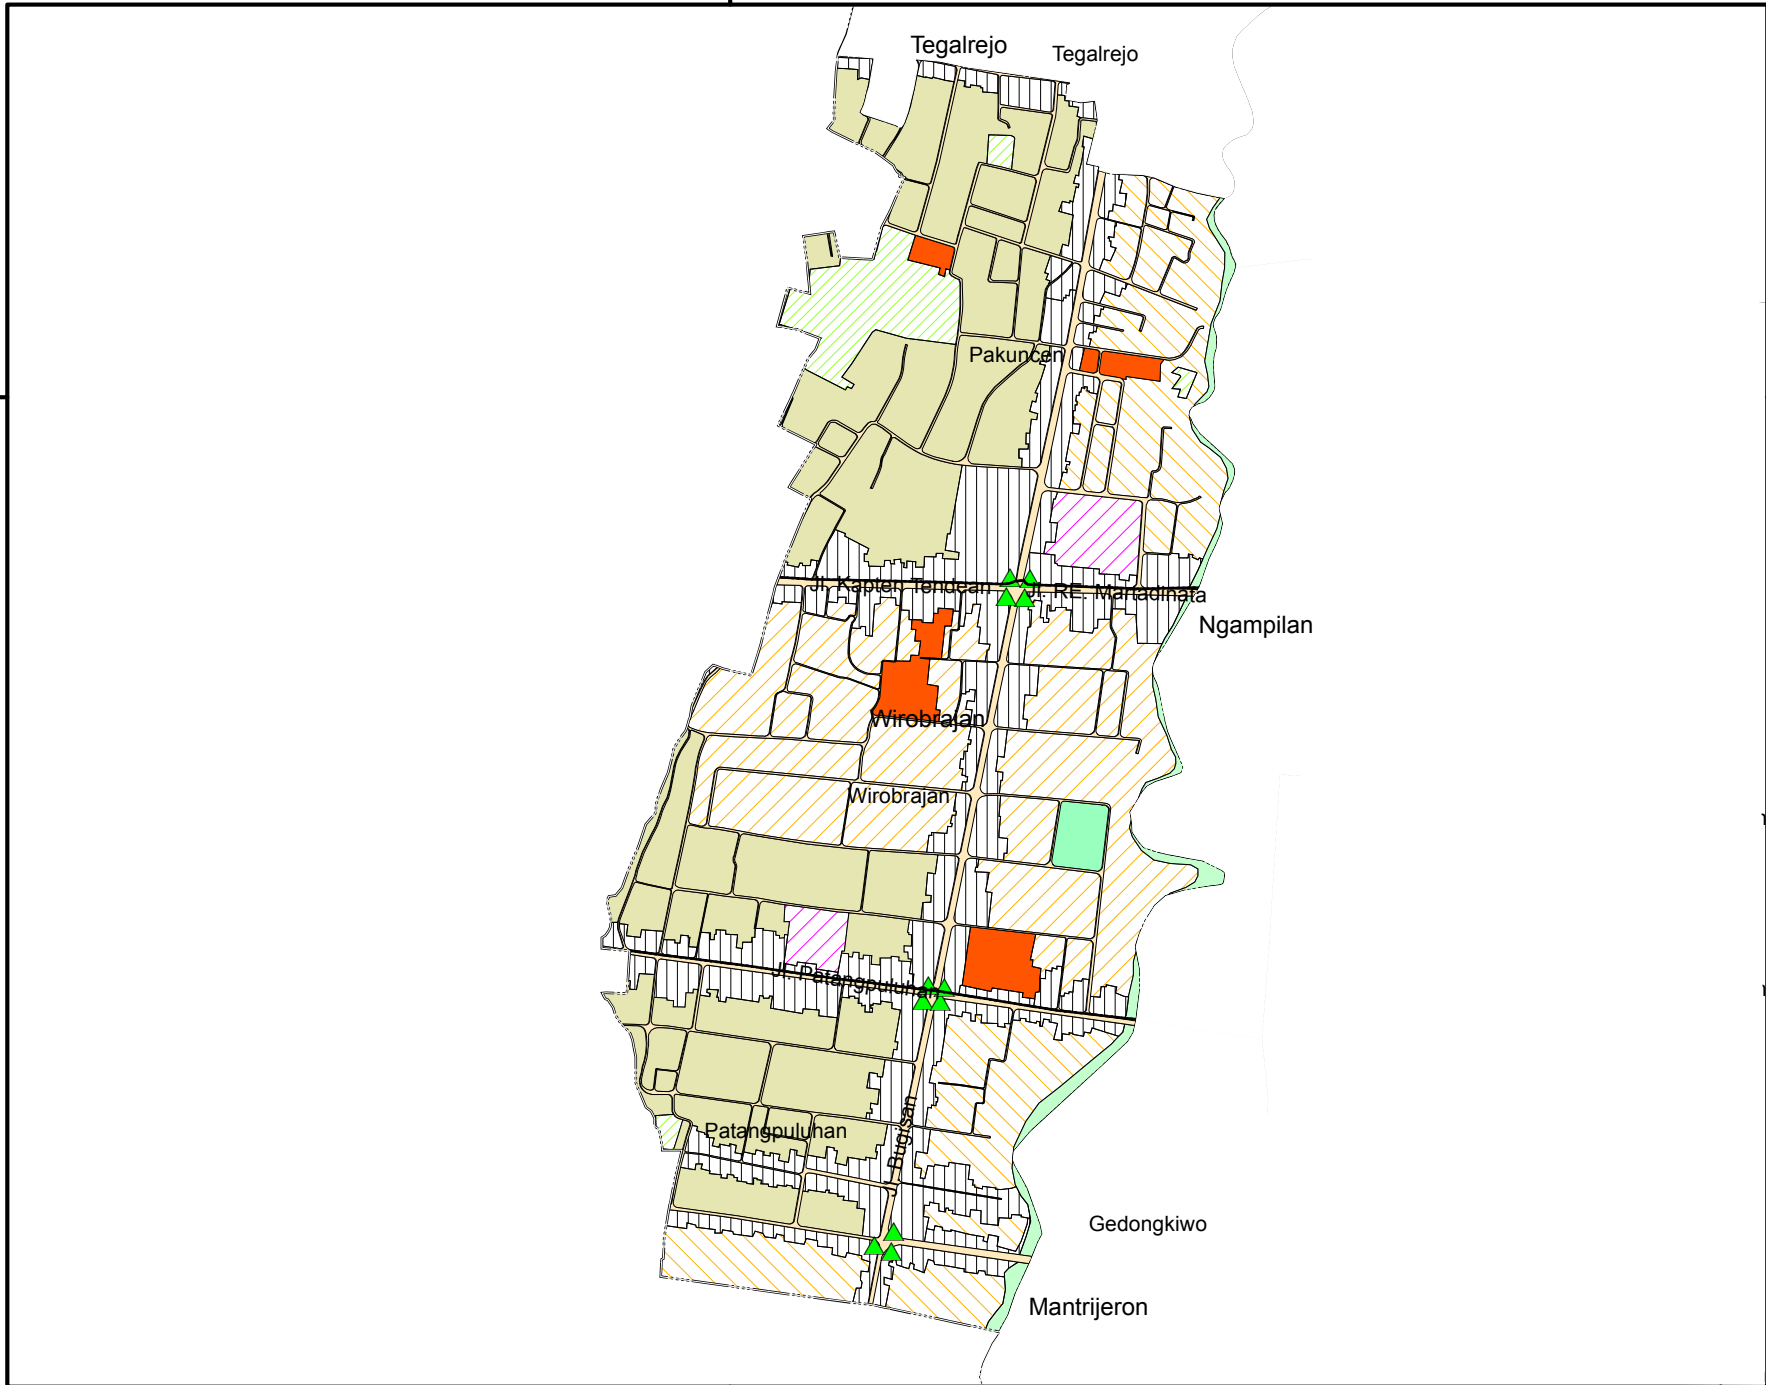 Tegalrejo
Tegalrejo
Pakuncen
Jl. Kapten Tendean
Jl. RE. Martadinata
Ngampilan
Wirobrajan
Wirobrajan
Jl. Patangpuluhan
Jl. Bugisan
Patangpuluhan
Gedongkiwo
Mantrijeron